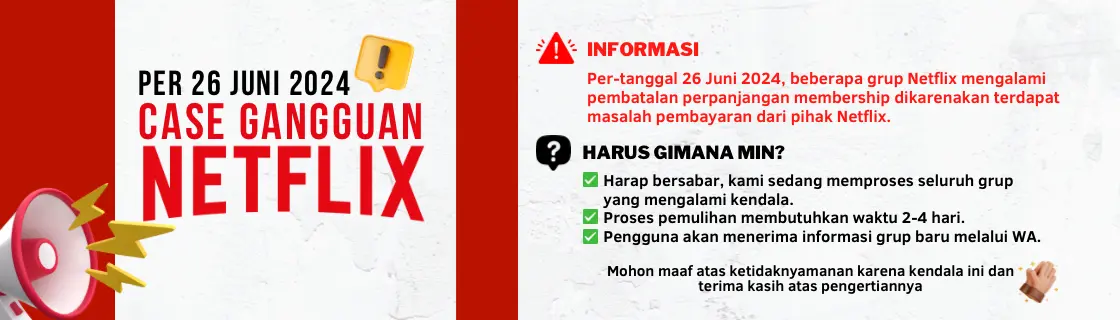 PER 26 JUNI 2024
CASE GANGGUAN
NETFLIX
INFORMASI
Per-tanggal 26 Juni 2024, beberapa grup Netflix mengalami
pembatalan perpanjangan membership dikarenakan terdapat
masalah pembayaran dari pihak Netflix.
HARUS GIMANA MIN?
Harap bersabar, kami sedang memproses seluruh grup
yang mengalami kendala.
Proses pemulihan membutuhkan waktu 2-4 hari.
Pengguna akan menerima informasi grup baru melalui WA.
Mohon maaf atas ketidaknyamanan karena kendala ini dan
terima kasih atas pengertiannya